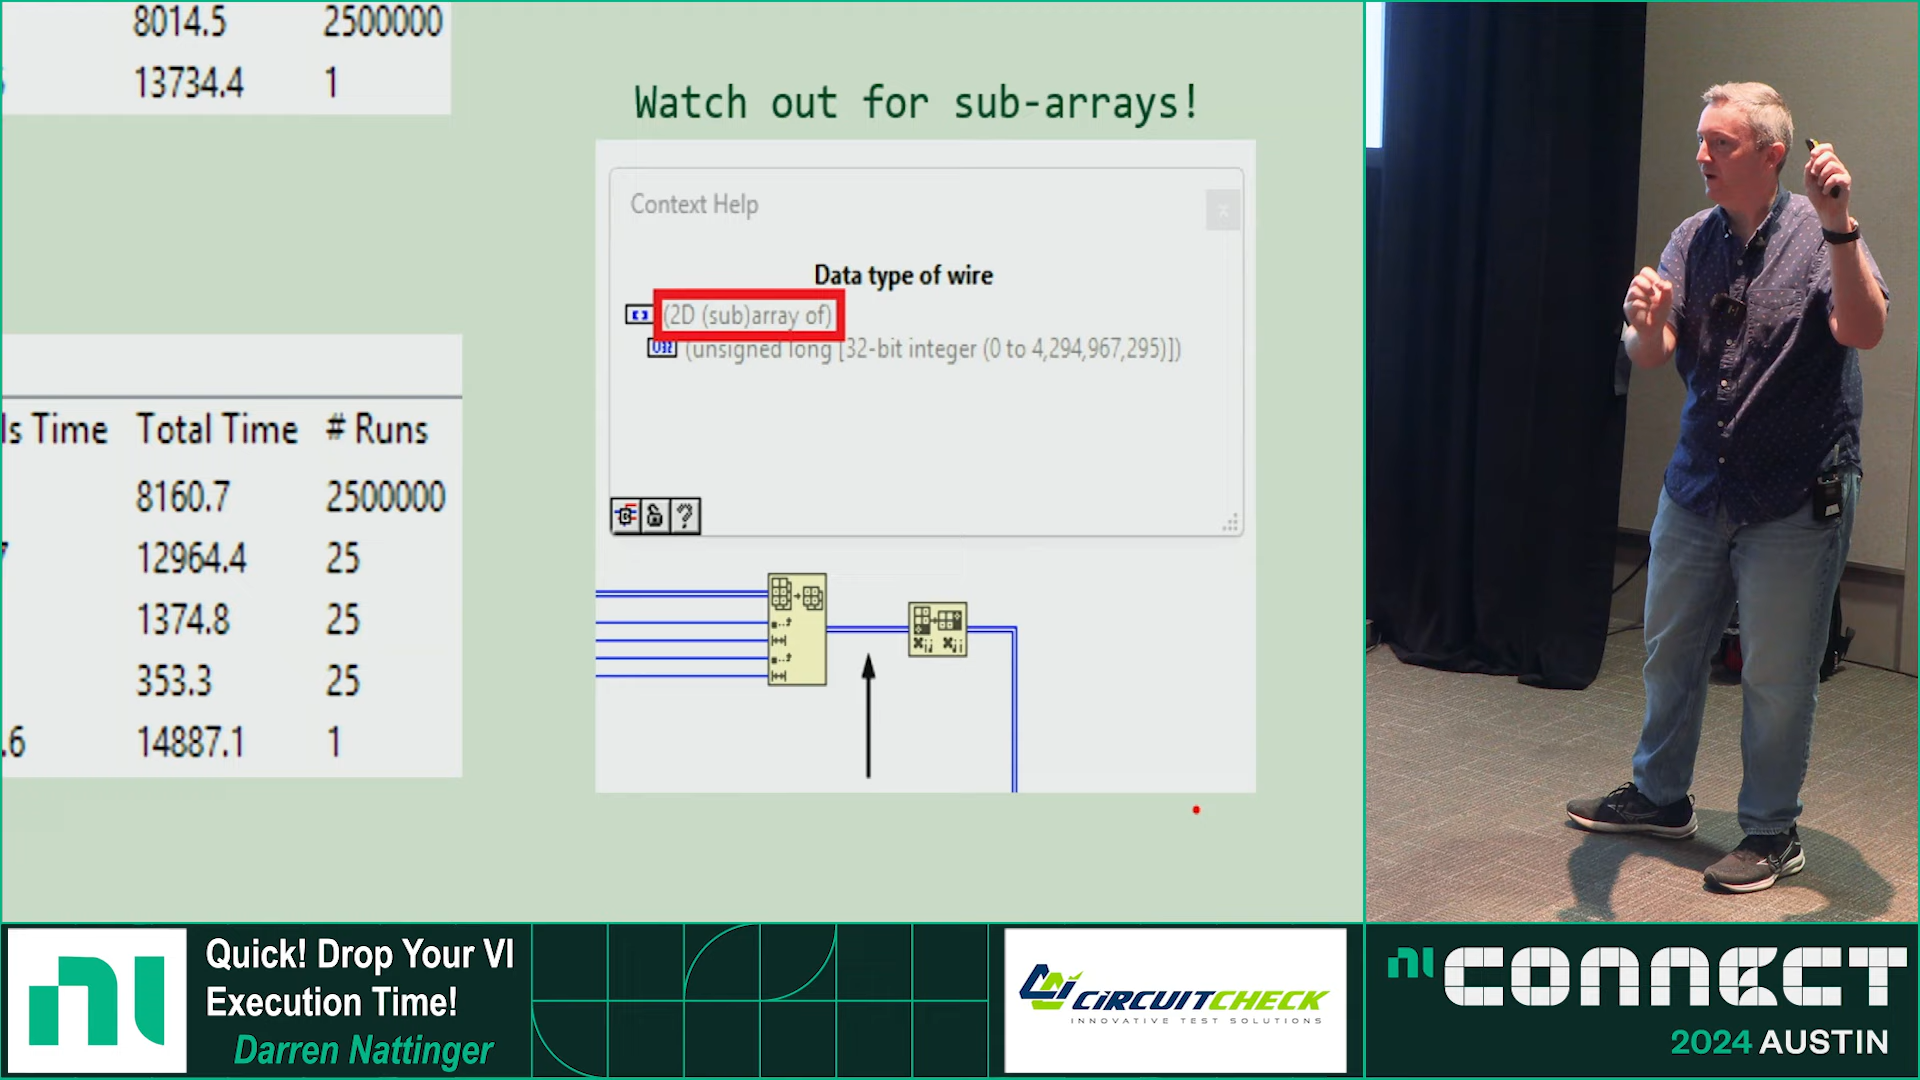 8014.5 2500000
13734.4 1
ls Time Total Time # Runs
8160.7 2500000
12964.4 25
1374.8 25
353.3 25
.6 14887.1 1
Watch out for sub-arrays!
Context Help
Data type of wire
(2D (sub)array of)
U32 (unsigned long [32-bit integer (0 to 4,294,967,295)])
Quick! Drop Your VI
Execution Time!
Darren Nattinger
CIRCUITCHECK
INNOVATIVE TEST SOLUTIONS
CONNECT
2024 AUSTIN